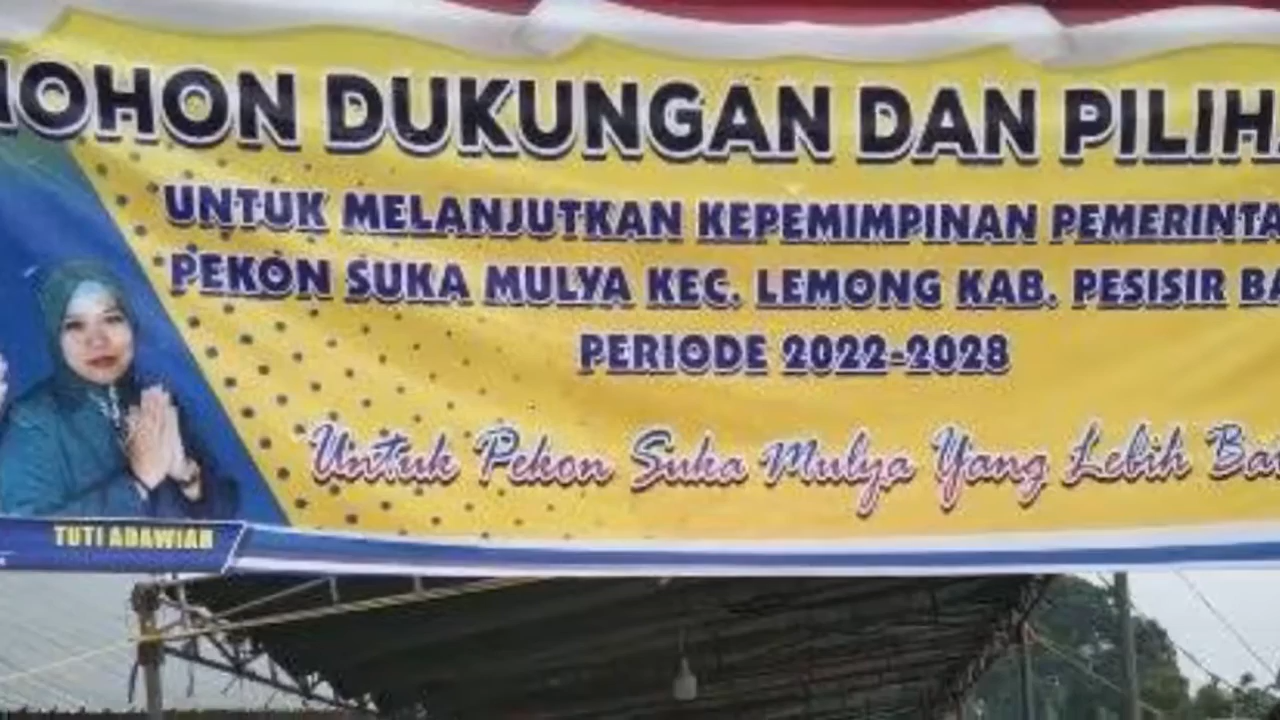 MOHON DUKUNGAN DAN PILIHA
UNTUK MELANJUTKAN KEPEMIMPINAN PEMERINTA
PEKON SUKA MULYA KEC. LEMONG KAB. PESISIR BA
PERIODE 2022-2028
Untuk Pekon Suka Mulya Yang Lebih Ba
TUTI ADAWIAH